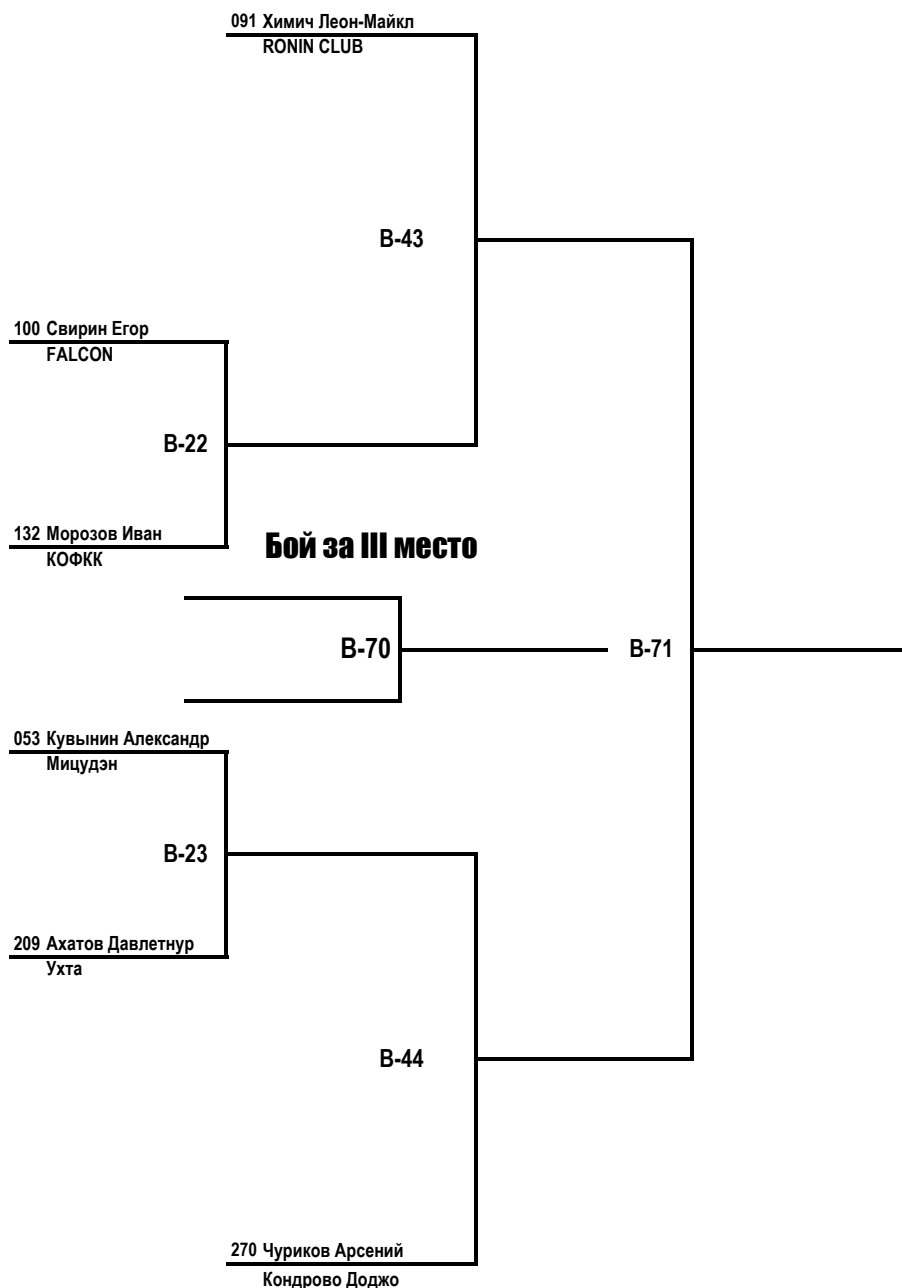 091 Химич Леон-Майкл
RONIN CLUB
B-43
100 Свирин Егор
FALCON
B-22
132 Морозов Иван
КОФКК
Бой за III место
B-70
B-71
053 Кувынин Александр
Мицудэн
B-23
209 Ахатов Давлетнур
Ухта
B-44
270 Чуриков Арсений
Кондрово Доджо